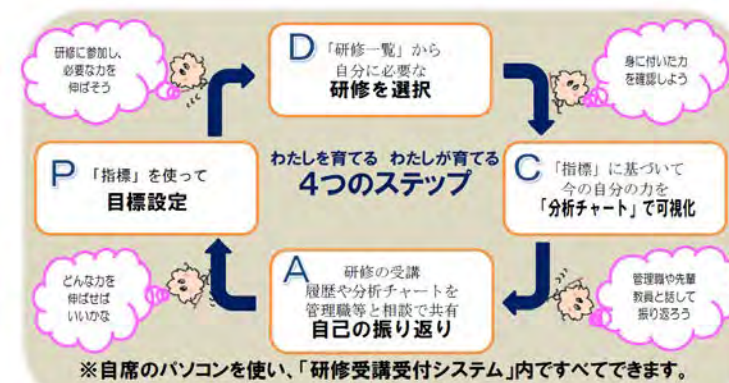 研修に参加し、
必要な力を
伸ばそう
D 「研修一覧」から
自分に必要な
研修を選択
身に付いた力
を確認しよう
P 「指標」を使って
目標設定
わたしを育てる わたしが育てる
4つのステップ
C 「指標」に基づいて
今の自分の力を
「分析チャート」で可視化
どんな力を
伸ばせば
いいかな
A 研修の受講
履歴や分析チャートを
管理職等と相談で共有
自己の振り返り
管理職や先輩
教員と話して
振り返ろう
※自席のパソコンを使い、「研修受講受付システム」内ですべてできます。